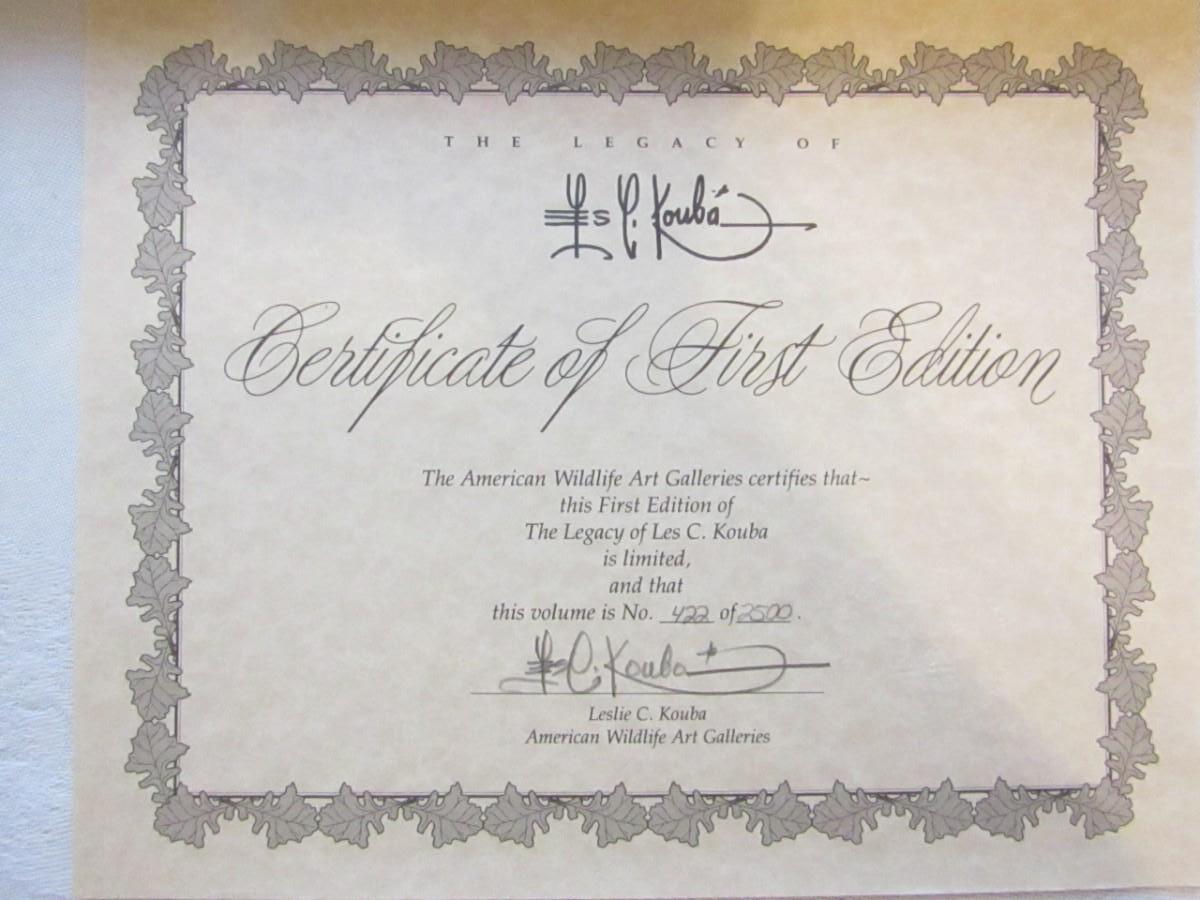 THE LEGACY OF
Les C. Kouba
Certificate of First Edition
The American Wildlife Art Galleries certifies that~
this First Edition of
The Legacy of Les C. Kouba
is limited,
and that
this volume is No. 422 of 2500.
Les C. Kouba
Leslie C. Kouba
American Wildlife Art Galleries